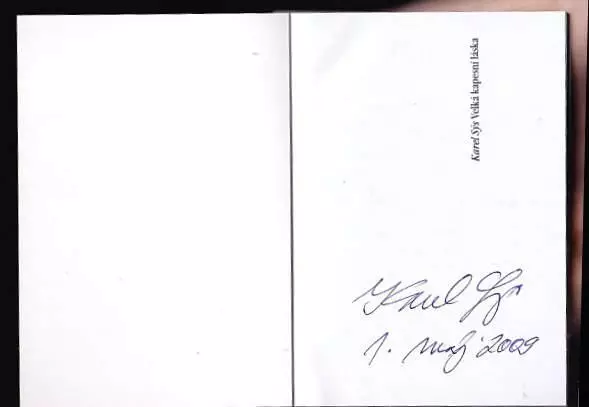 Karel Sýs Velká kapesní láska
Karel Sýs
1. máj 2009